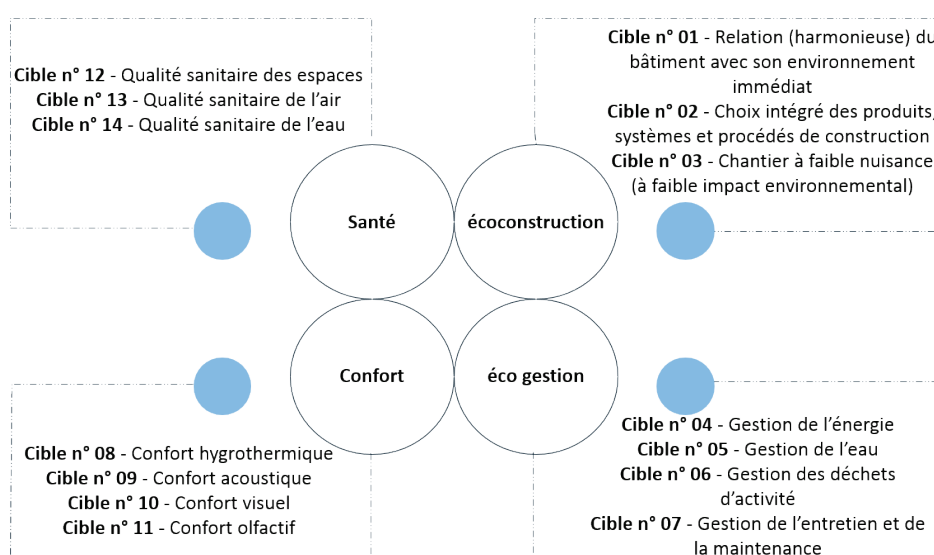 Cible n° 12 - Qualité sanitaire des espaces
Cible n° 13 - Qualité sanitaire de l’air
Cible n° 14 - Qualité sanitaire de l’eau
Cible n° 01 - Relation (harmonieuse) du
bâtiment avec son environnement
immédiat
Cible n° 02 - Choix intégré des produits,
systèmes et procédés de construction
Cible n° 03 - Chantier à faible nuisance
(à faible impact environnemental)
Santé
écoconstruction
Confort
éco gestion
Cible n° 08 - Confort hygrothermique
Cible n° 09 - Confort acoustique
Cible n° 10 - Confort visuel
Cible n° 11 - Confort olfactif
Cible n° 04 - Gestion de l’énergie
Cible n° 05 - Gestion de l’eau
Cible n° 06 - Gestion des déchets
d’activité
Cible n° 07 - Gestion de l’entretien et de
la maintenance